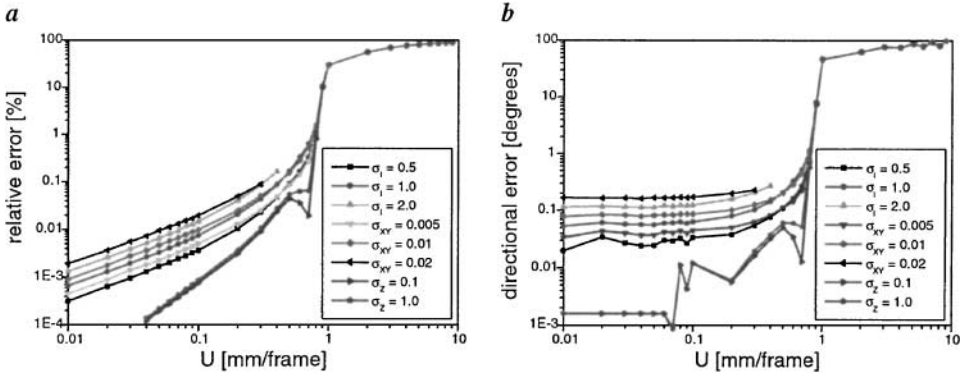 a
100
10
1
0.1
0.01
1E-3
1E-4
relative error [%]
0.01
0.1
1
10
U [mm/frame]
σI = 0.5
σI = 1.0
σI = 2.0
σXY = 0.005
σXY = 0.01
σXY = 0.02
σZ = 0.1
σZ = 1.0
b
100
10
1
0.1
0.01
1E-3
directional error [degrees]
0.01
0.1
1
10
U [mm/frame]
σI = 0.5
σI = 1.0
σI = 2.0
σXY = 0.005
σXY = 0.01
σXY = 0.02
σZ = 0.1
σZ = 1.0